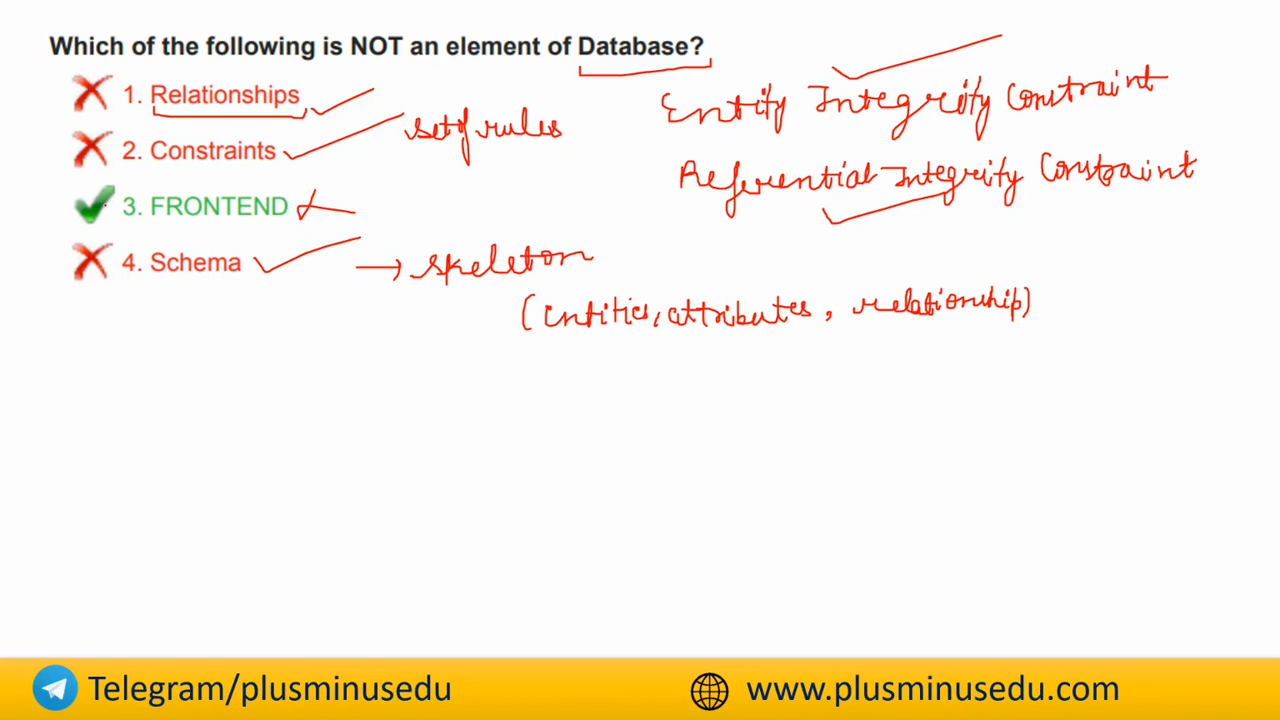 Which of the following is NOT an element of Database?
1. Relationships
2. Constraints
3. FRONTEND
4. Schema
set of rules
Entity Integrity Constraint
Referential Integrity Constraint
→ skeleton
(entities, attributes, relationship)
Telegram/plusminusedu
www.plusminusedu.com